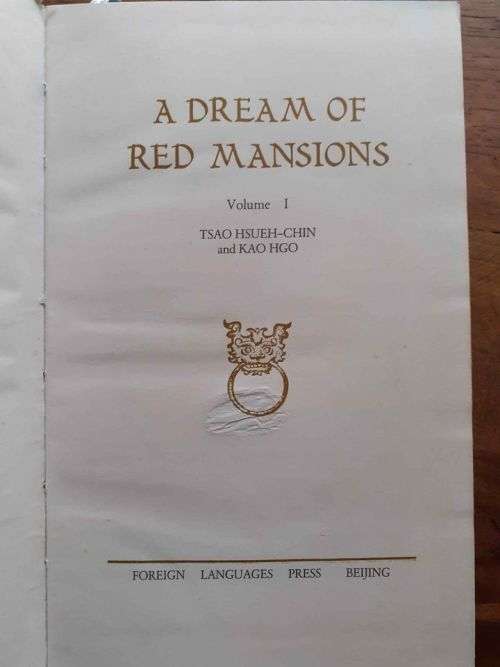 A DREAM OF
RED MANSIONS
Volume I
TSAO HSUEH-CHIN
and KAO HGO
FOREIGN LANGUAGES PRESS BEIJING